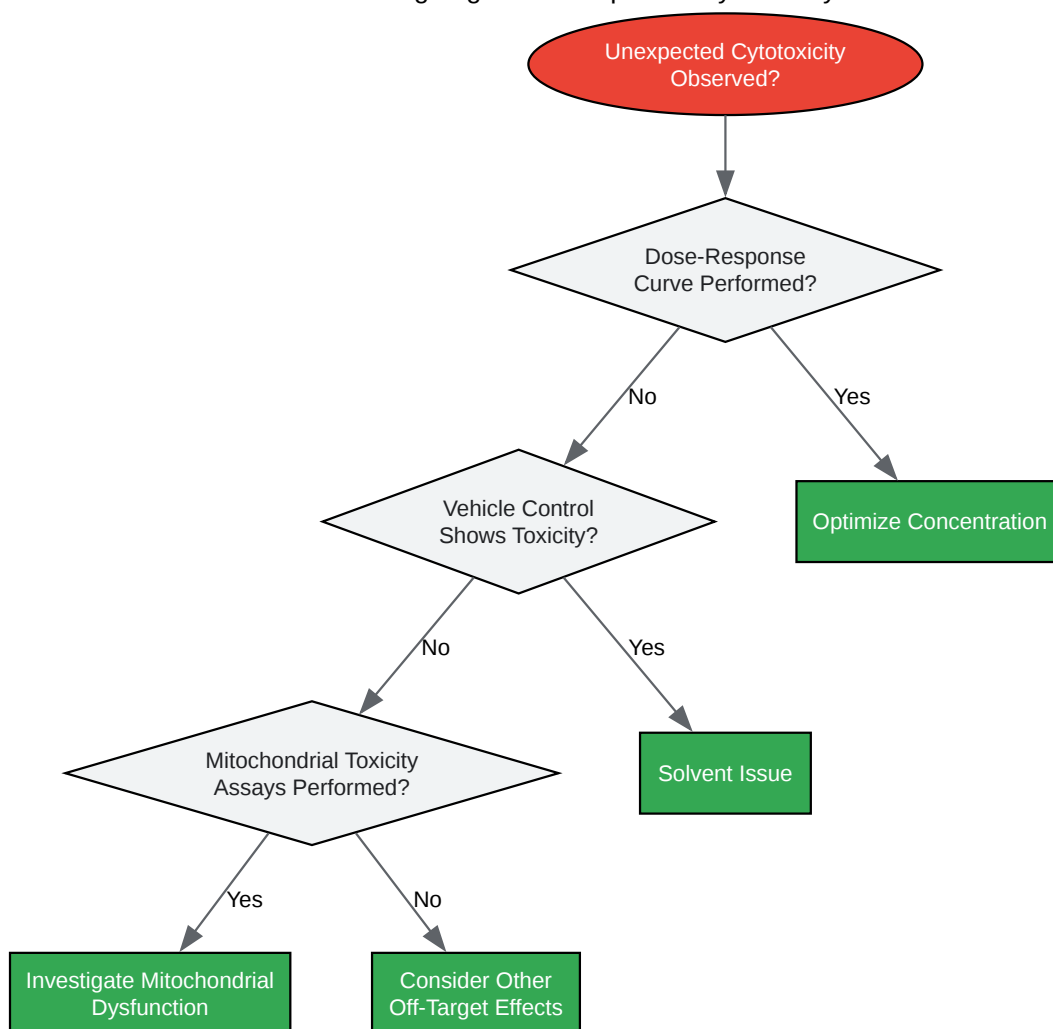 Unexpected Cytotoxicity
Observed?
Dose-Response
Curve Performed?
No
Yes
Vehicle Control
Shows Toxicity?
Optimize Concentration
No
Yes
Mitochondrial Toxicity
Assays Performed?
Solvent Issue
Yes
No
Investigate Mitochondrial
Dysfunction
Consider Other
Off-Target Effects